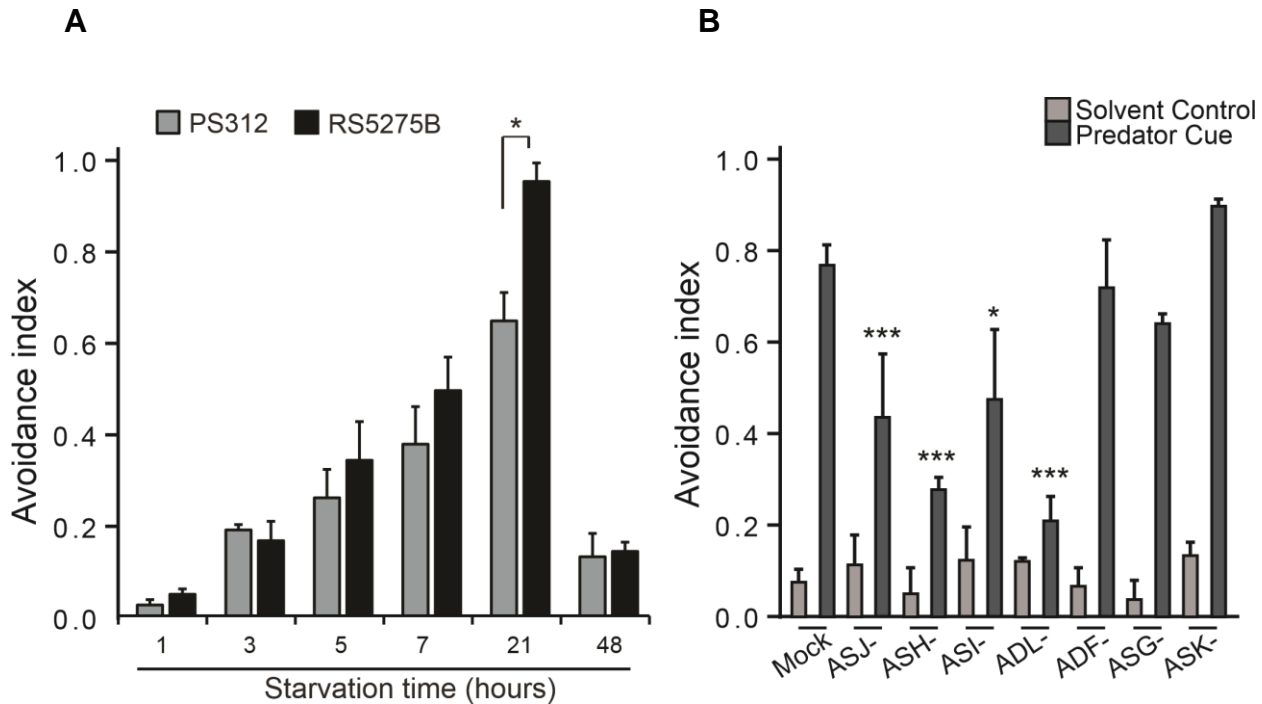 A
PS312 RS5275B
*
1.0
0.8
0.6
0.4
0.2
0.0
Avoidance index
1 3 5 7 21 48
Starvation time (hours)
B
Solvent Control
Predator Cue
1.0
0.8
0.6
0.4
0.2
0.0
Avoidance index
*** *** * ***
Mock ASJ- ASH- ASI- ADL- ADF- ASG- ASK-